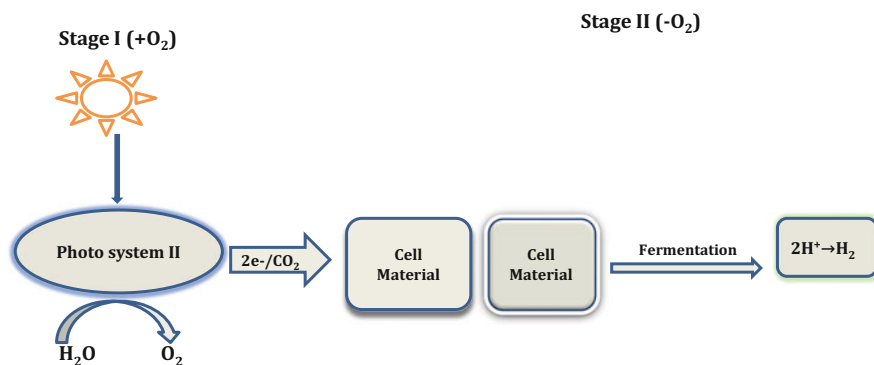 Stage I (+O₂)
Stage II (-O₂)
Photo system II
2e-/CO₂
Cell
Material
Cell
Material
Fermentation
2H⁺→H₂
H₂O
O₂